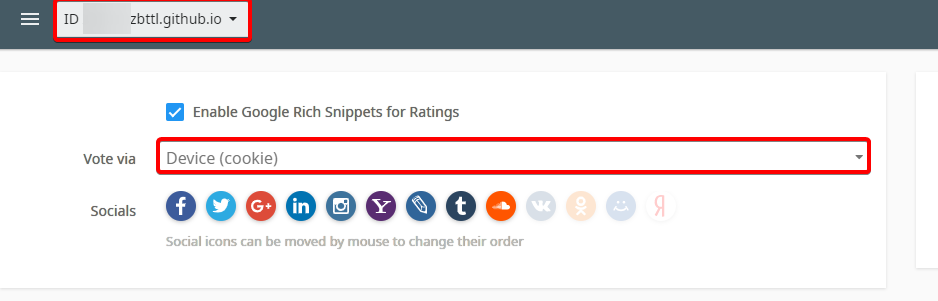 ID zbttl.github.io
Enable Google Rich Snippets for Ratings
Vote via Device (cookie)
Socials
Social icons can be moved by mouse to change their order